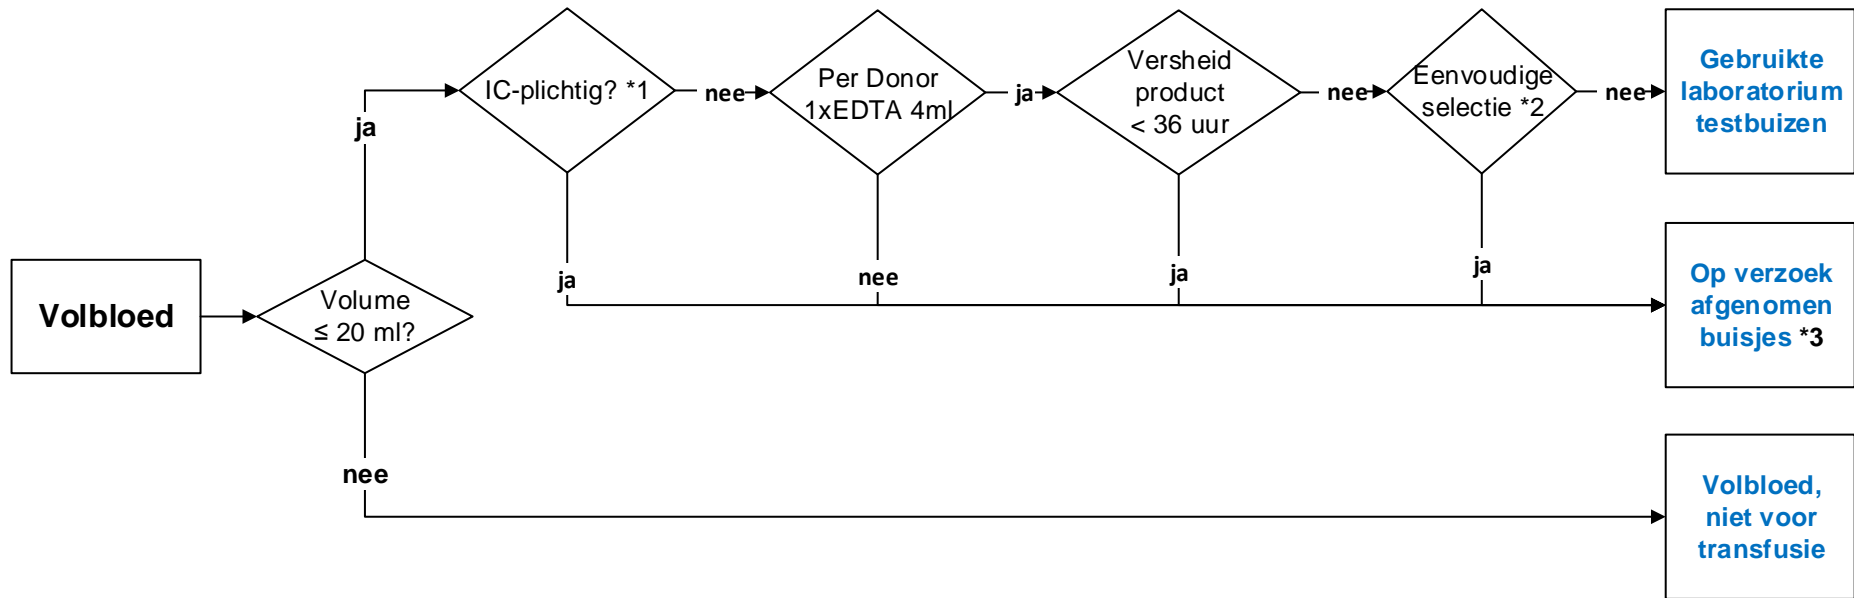 Volbloed
Volume
≤ 20 ml?
ja
nee
IC-plichtig? *1
nee
ja
Per Donor
1xEDTA 4ml
ja
nee
Versheid
product
< 36 uur
nee
ja
Eenvoudige
selectie *2
nee
ja
Gebruikte
laboratorium
testbuizen
Op verzoek
afgenomen
buisjes *3
Volbloed,
niet voor
transfusie